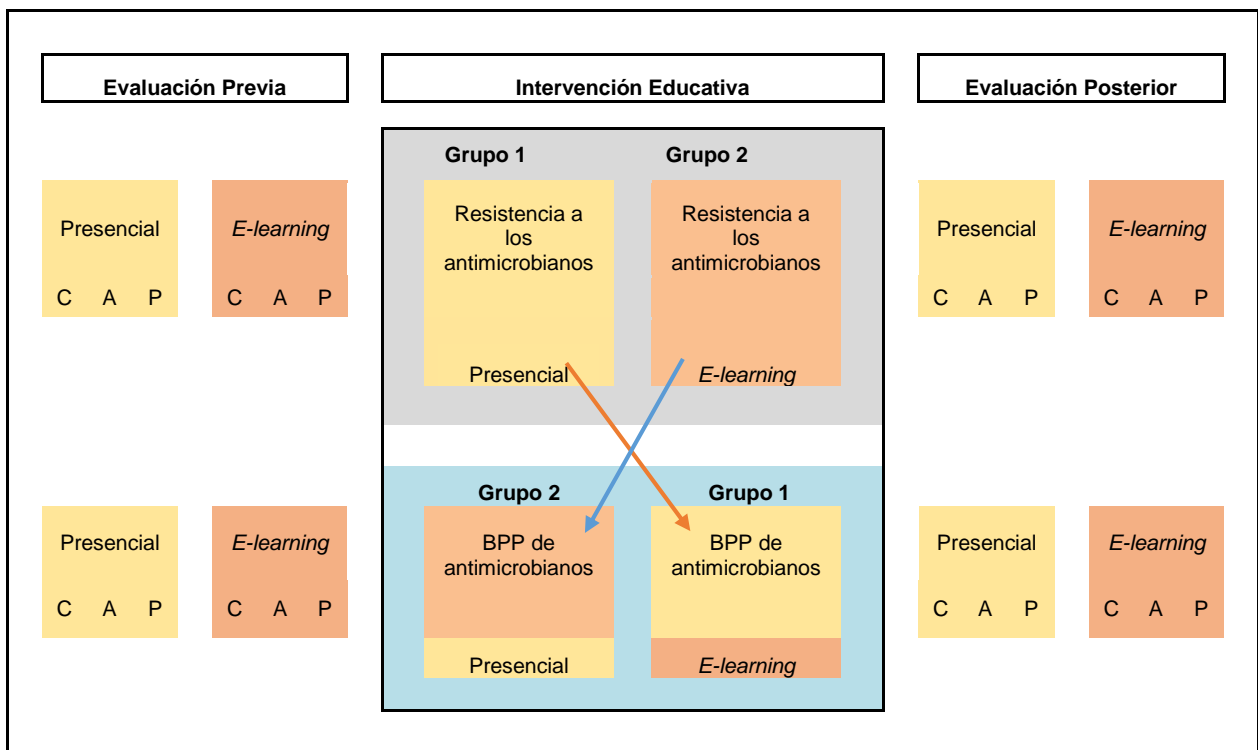 Evaluación Previa
Intervención Educativa
Evaluación Posterior
Grupo 1
Grupo 2
Presencial
C A P
E-learning
C A P
Resistencia a
los
antimicrobianos
Presencial
Resistencia a
los
antimicrobianos
E-learning
Presencial
C A P
E-learning
C A P
Grupo 2
Grupo 1
Presencial
C A P
E-learning
C A P
BPP de
antimicrobianos
Presencial
BPP de
antimicrobianos
E-learning
Presencial
C A P
E-learning
C A P